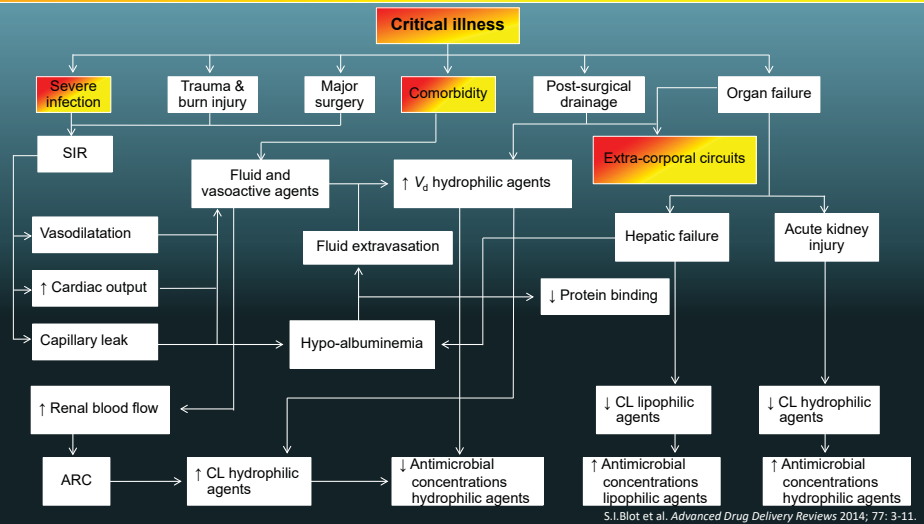 Critical illness
Severe
infection
Trauma &
burn injury
Major
surgery
Comorbidity
Post-surgical
drainage
Organ failure
SIR
Extra-corporal circuits
Fluid and
vasoactive agents
↑ Vd hydrophilic agents
Vasodilatation
Fluid extravasation
Hepatic failure
Acute kidney
injury
↑ Cardiac output
↓ Protein binding
Capillary leak
Hypo-albuminemia
↑ Renal blood flow
↓ CL lipophilic
agents
↓ CL hydrophilic
agents
ARC
↑ CL hydrophilic
agents
↓ Antimicrobial
concentrations
hydrophilic agents
↑ Antimicrobial
concentrations
lipophilic agents
↑ Antimicrobial
concentrations
hydrophilic agents
S.I.Blot et al. Advanced Drug Delivery Reviews 2014; 77: 3-11.